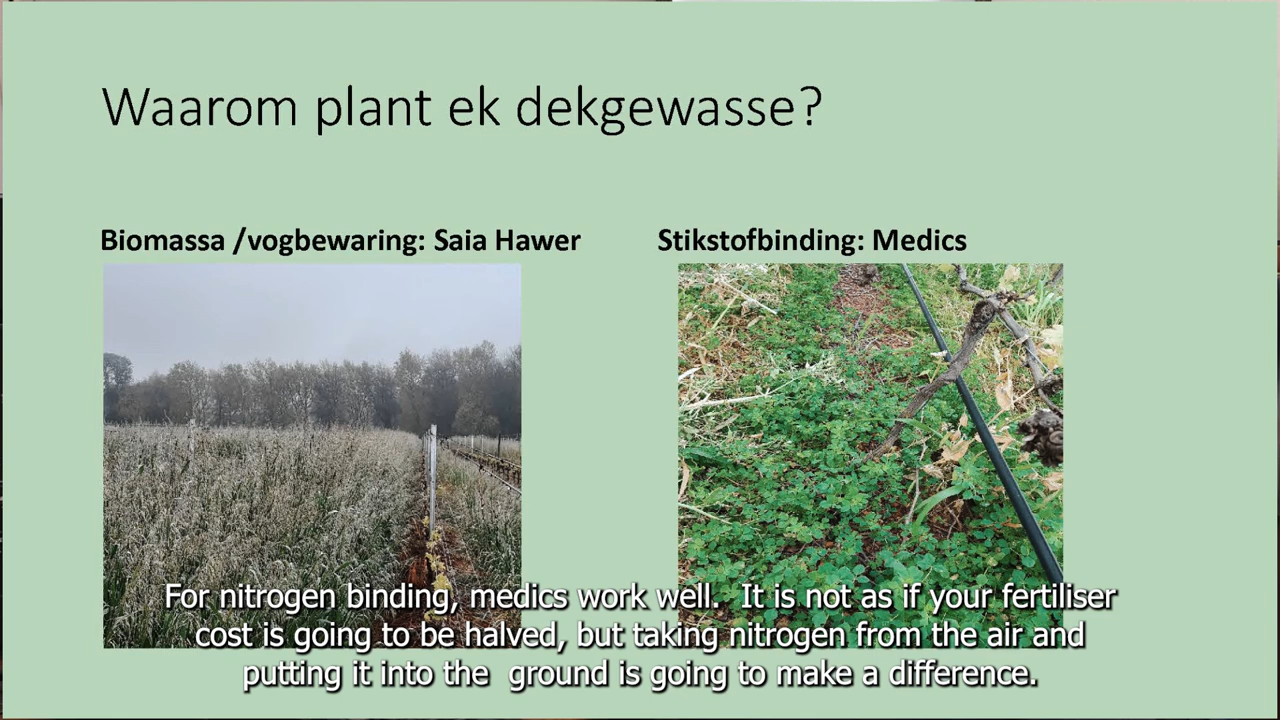 Waarom plant ek dekgewasse?
Biomassa /vogbewaring: Saia Hawer
Stikstofbinding: Medics
For nitrogen binding, medics work well.  It is not as if your fertiliser
cost is going to be halved, but taking nitrogen from the air and
putting it into the  ground is going to make a difference.